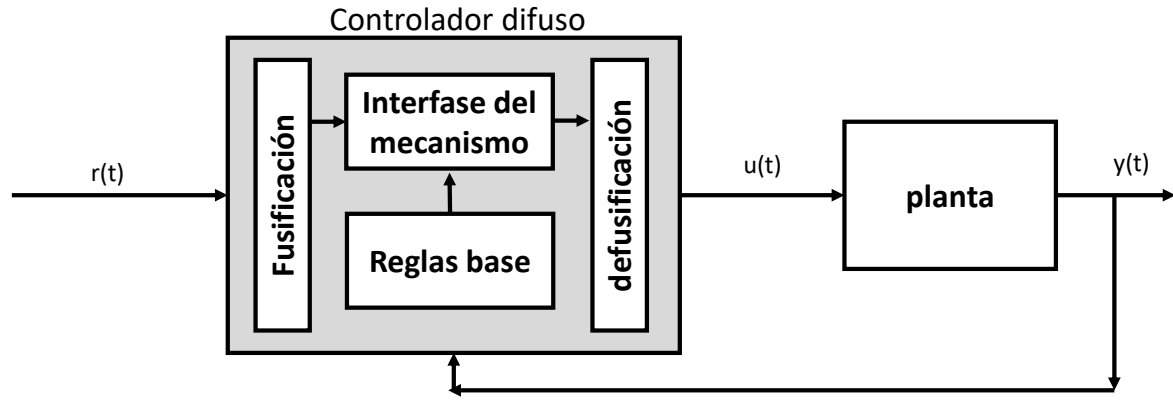 Controlador difuso
r(t)
Fusificación
Interfase del
mecanismo
Reglas base
defusificación
u(t)
planta
y(t)